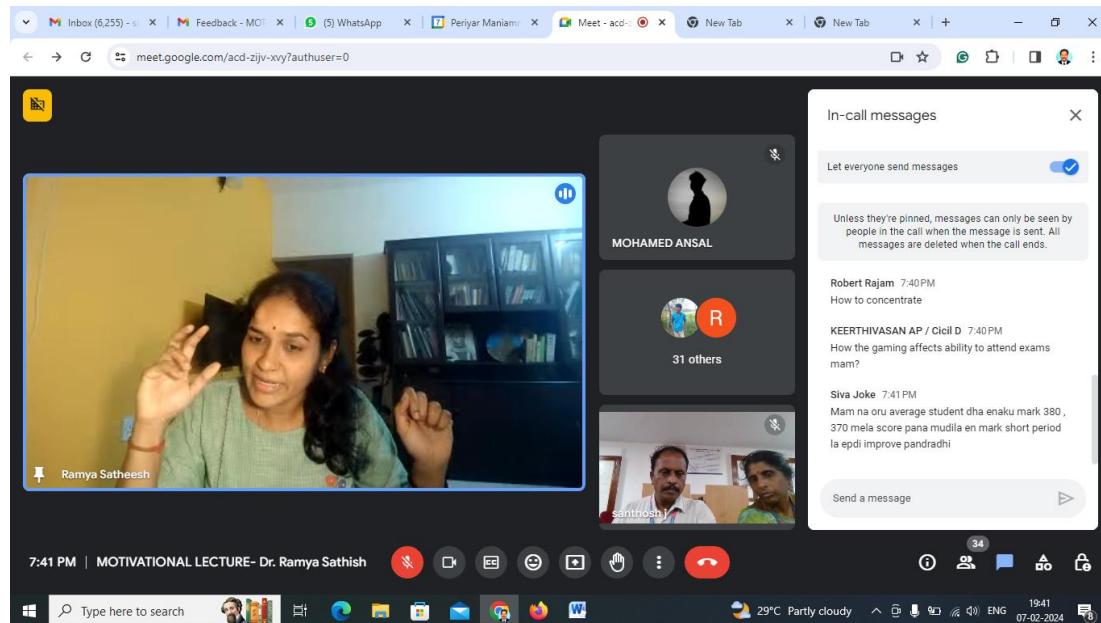 Inbox (6,255) - s
Feedback - MOT
(5) WhatsApp
Periyar Maniamm
Meet - acd-z
New Tab
New Tab
meet.google.com/acd-zijv-xvy?authuser=0
MOHAMED ANSAL
R
31 others
Ramya Satheesh
santhosh j
In-call messages
Let everyone send messages
Unless they're pinned, messages can only be seen by
people in the call when the message is sent. All
messages are deleted when the call ends.
Robert Rajam 7:40 PM
How to concentrate
KEERTHIVASAN AP / Cicil D 7:40 PM
How the gaming affects ability to attend exams
mam?
Siva Joke 7:41 PM
Mam na oru average student dha enaku mark 380 ,
370 mela score pana mudila en mark short period
la epdi improve pandradhi
Send a message
7:41 PM | MOTIVATIONAL LECTURE- Dr. Ramya Sathish
CC
34
Type here to search
29°C Partly cloudy
ENG
19:41
07-02-2024
8